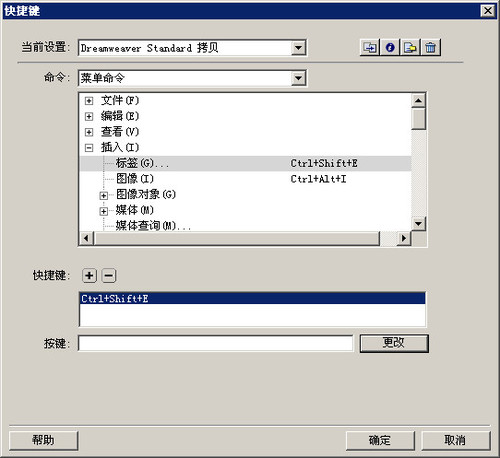 快捷键
当前设置: Dreamweaver Standard 拷贝
命令: 菜单命令
文件(F)
编辑(E)
查看(V)
插入(I)
标签(G)... Ctrl+Shift+E
图像(I) Ctrl+Alt+I
图像对象(G)
媒体(M)
媒体查询(M)...
快捷键:
Ctrl+Shift+E
按键: 更改
帮助 确定 取消